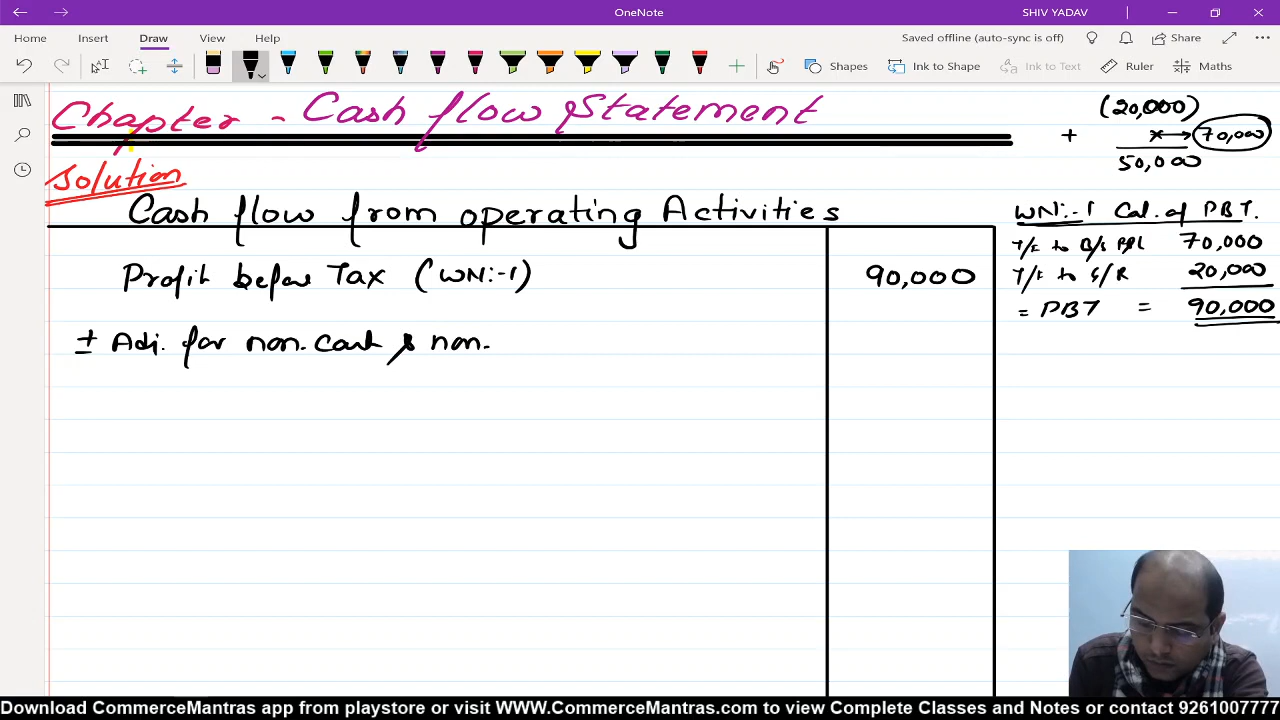 OneNote
SHIV YADAV
Home Insert Draw View Help
Saved offline (auto-sync is off) Share
Shapes Ink to Shape Ink to Text Ruler Maths
Chapter - Cash flow Statement
(20,000)
+ × → 70,000
50,000
Solution
Cash flow from operating Activities
Profit before Tax (WN:-1) 90,000
± Adj. for non. Cash & non.
WN:-1 Cal. of PBT.
T/f to B/S Bal 70,000
T/f to G/R 20,000
= PBT = 90,000
Download CommerceMantras app from playstore or visit WWW.CommerceMantras.com to view Complete Classes and Notes or contact 9261007777